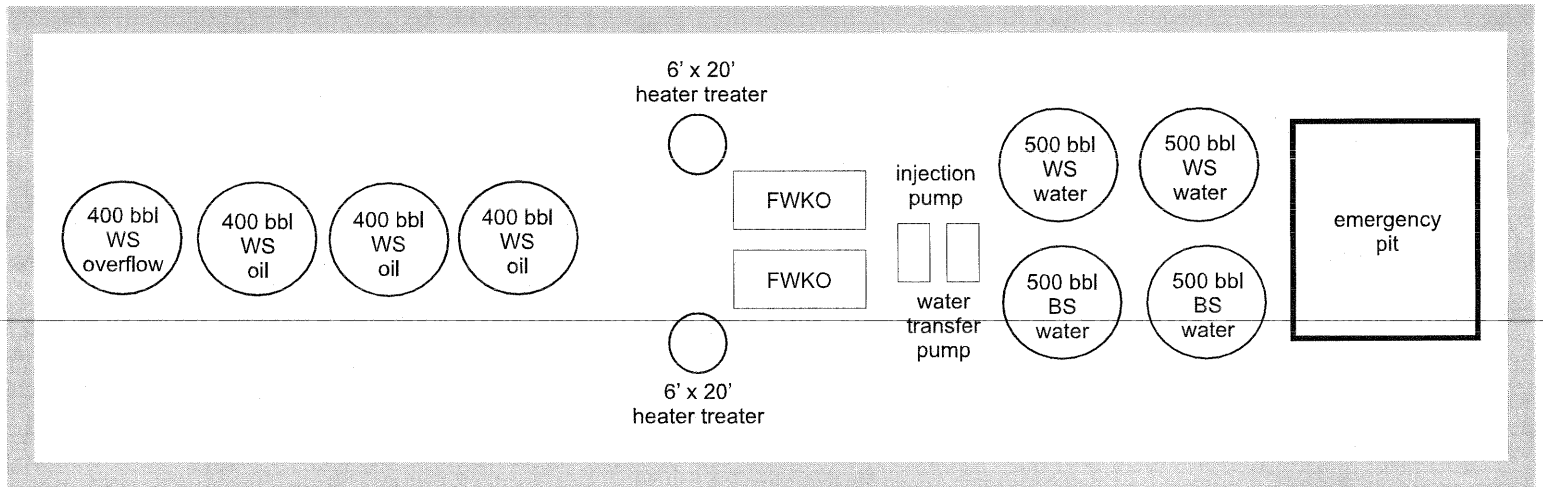 6' x 20'
heater treater
400 bbl
WS
overflow
400 bbl
WS
oil
400 bbl
WS
oil
400 bbl
WS
oil
FWKO
FWKO
injection
pump
water
transfer
pump
500 bbl
WS
water
500 bbl
WS
water
500 bbl
BS
water
500 bbl
BS
water
emergency
pit
6' x 20'
heater treater